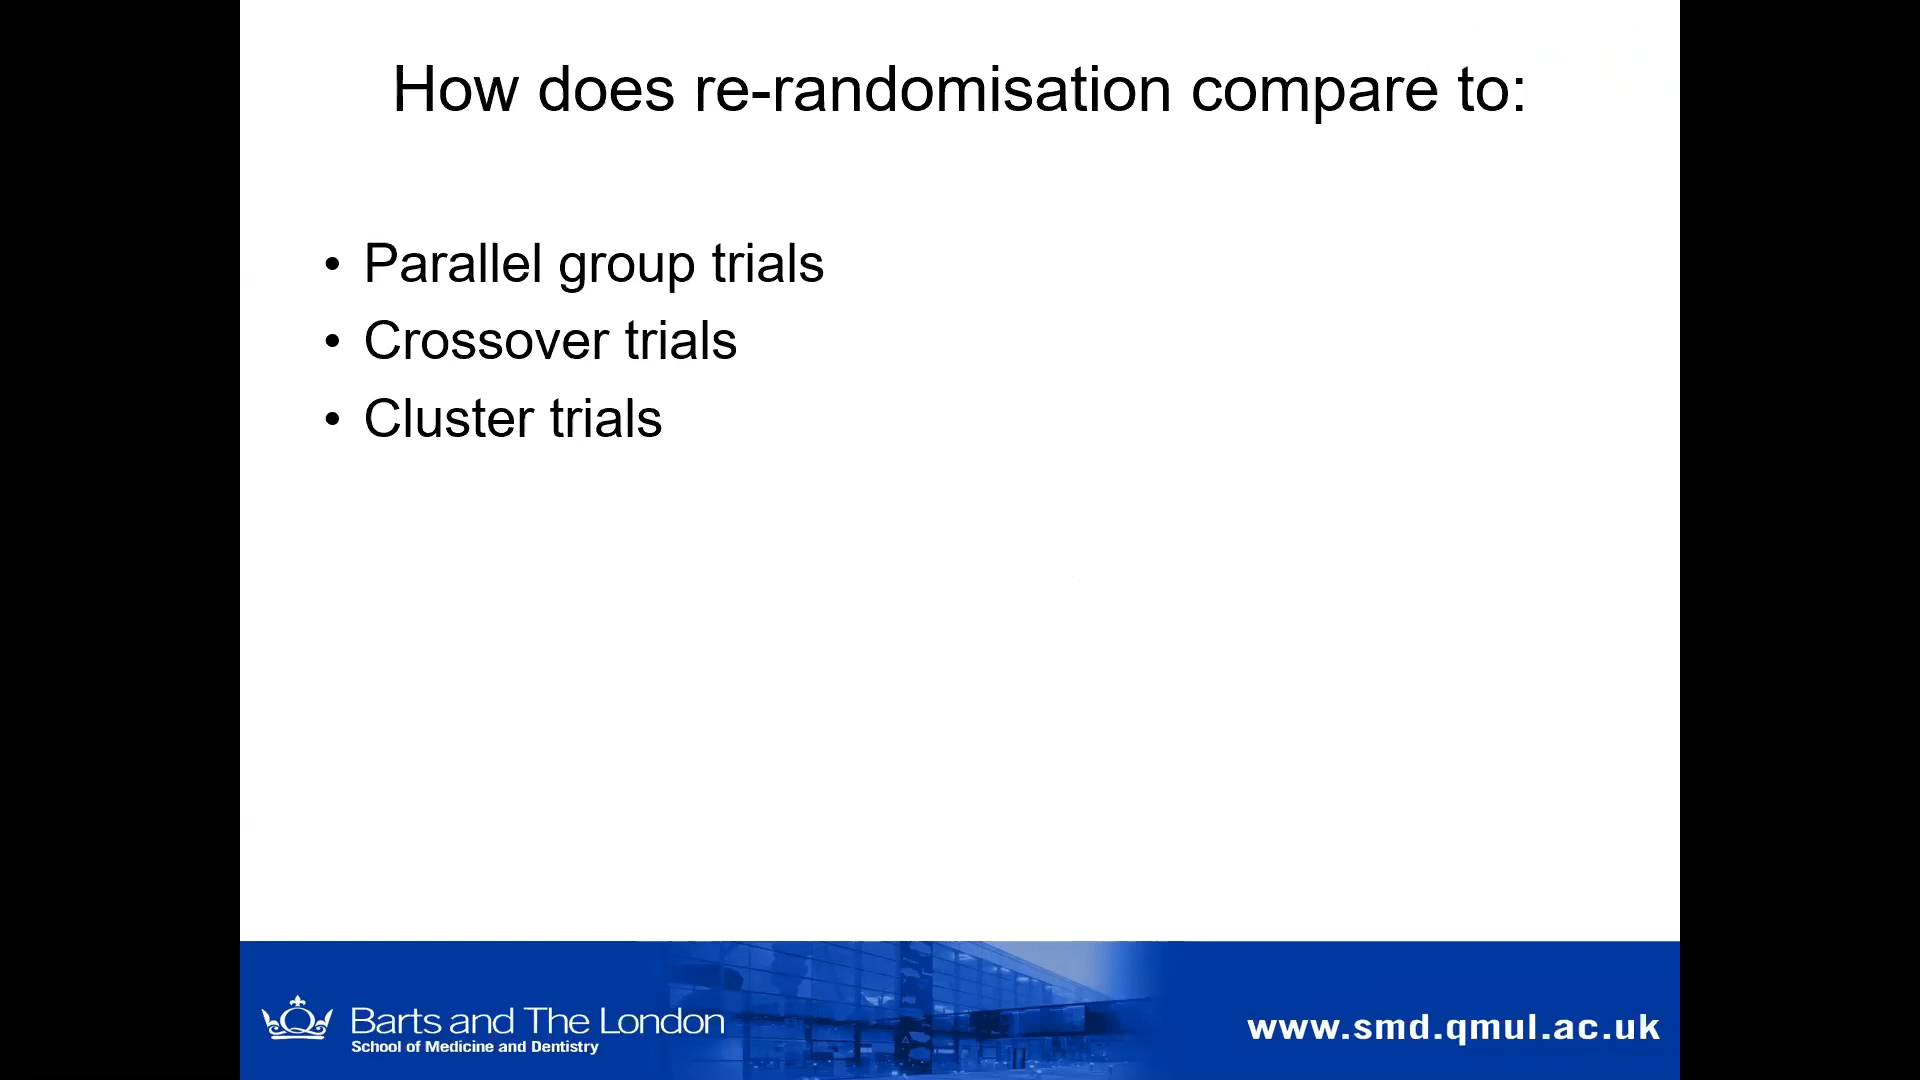 How does re-randomisation compare to:
• Parallel group trials
• Crossover trials
• Cluster trials
Barts and The London
School of Medicine and Dentistry
www.smd.qmul.ac.uk